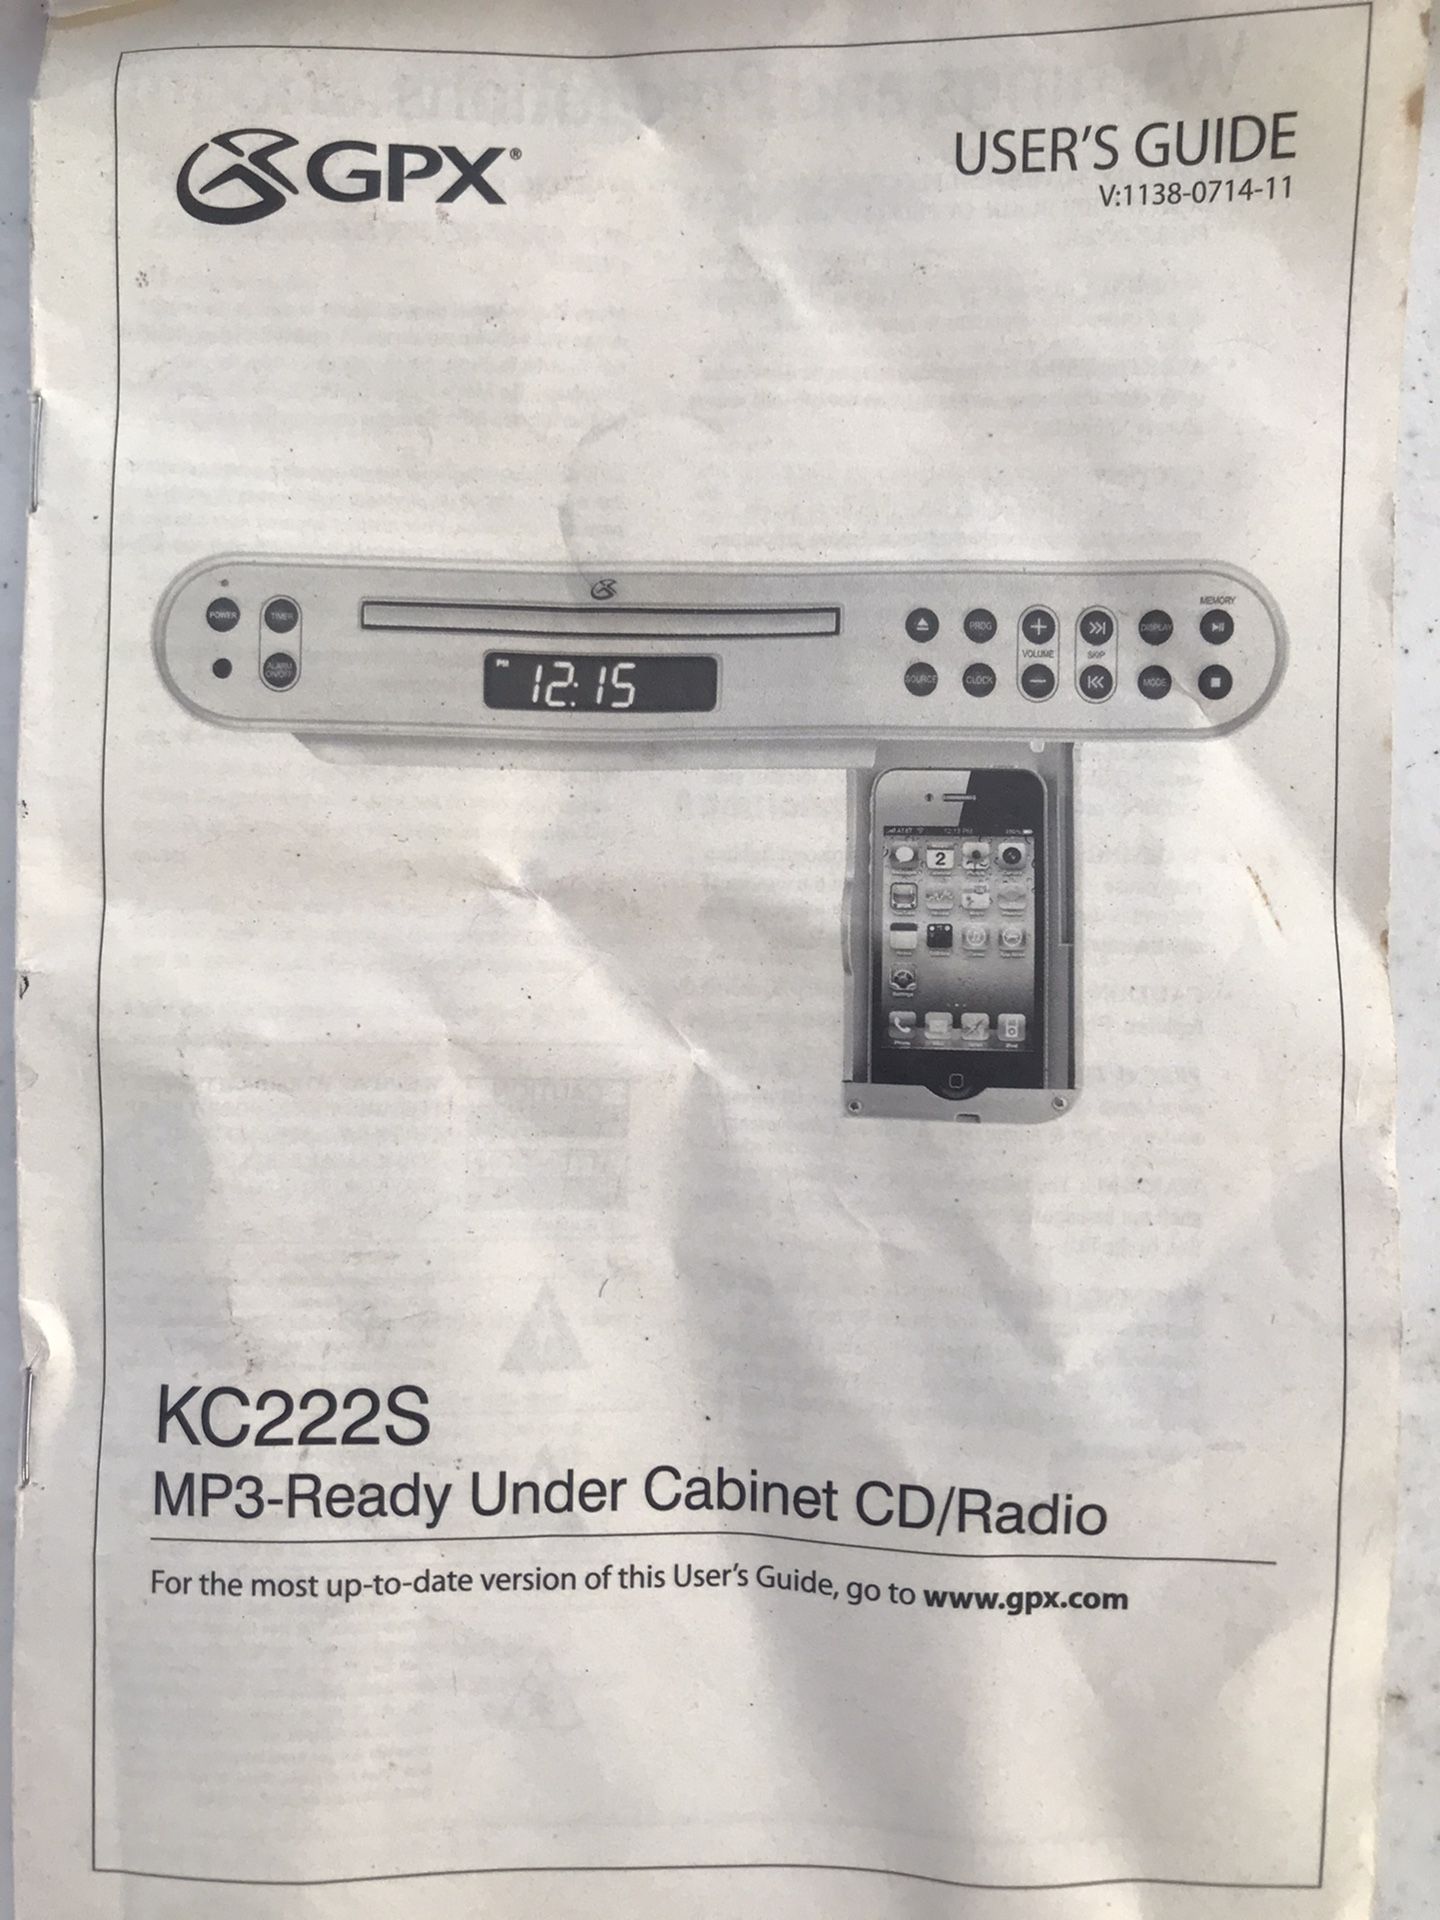 GPX®
USER'S GUIDE
V:1138-0714-11
POWER
TIMER
ALARM
ON/OFF
PM 12:15
PROG
VOLUME
SKIP
DISPLAY
MEMORY
SOURCE
CLOCK
MODE
2
KC222S
MP3-Ready Under Cabinet CD/Radio
For the most up-to-date version of this User's Guide, go to www.gpx.com